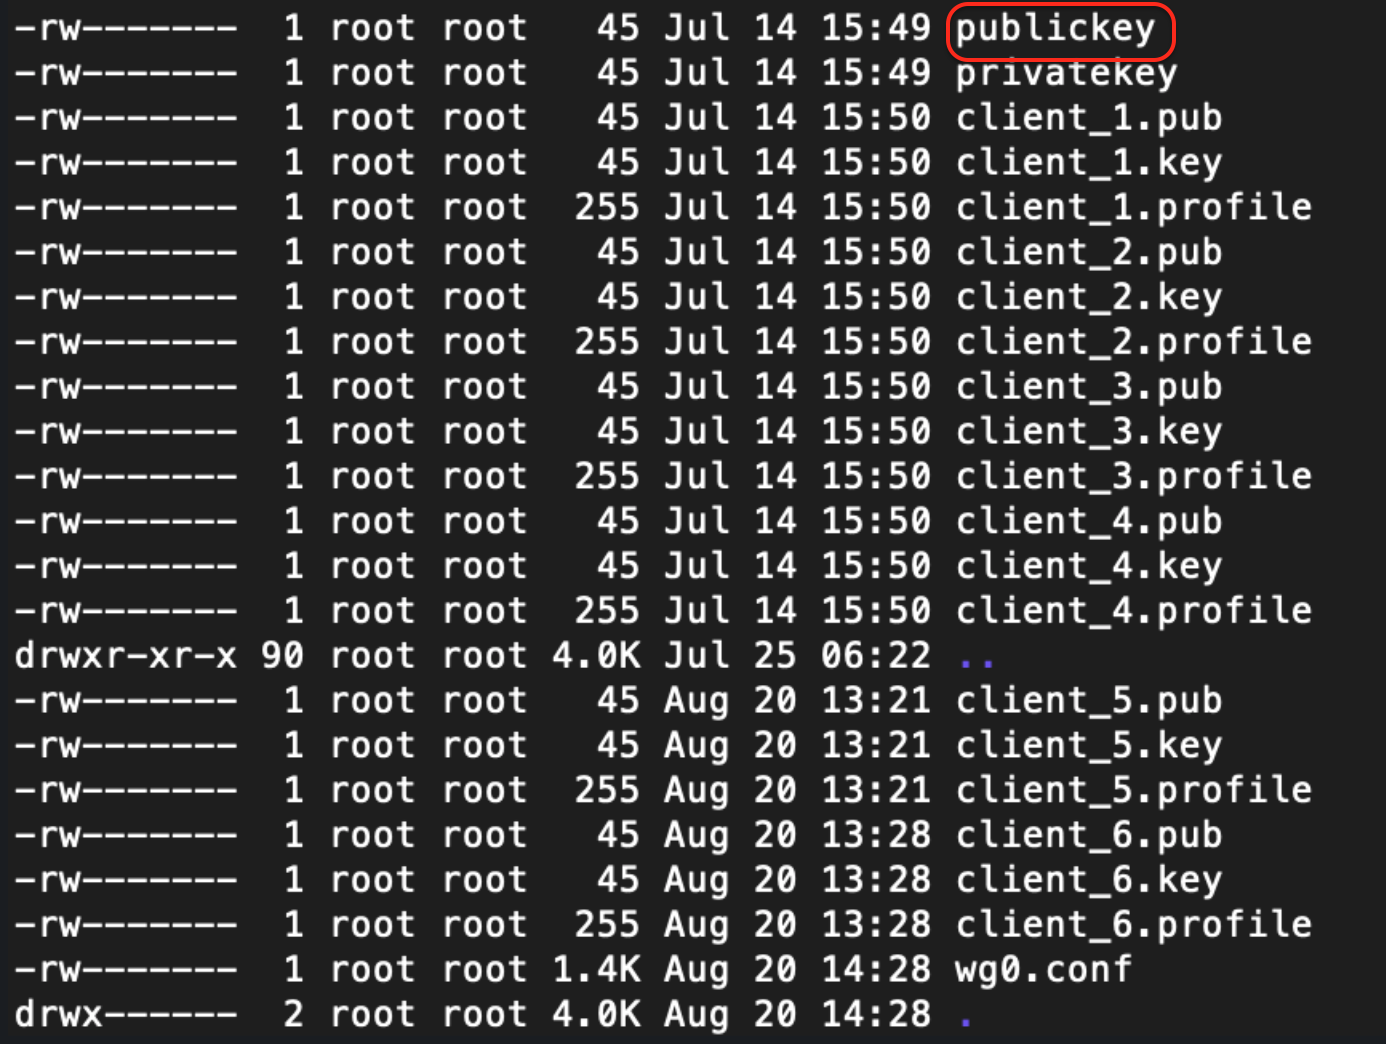 -rw------- 1 root root 45 Jul 14 15:49 publickey
-rw------- 1 root root 45 Jul 14 15:49 privatekey
-rw------- 1 root root 45 Jul 14 15:50 client_1.pub
-rw------- 1 root root 45 Jul 14 15:50 client_1.key
-rw------- 1 root root 255 Jul 14 15:50 client_1.profile
-rw------- 1 root root 45 Jul 14 15:50 client_2.pub
-rw------- 1 root root 45 Jul 14 15:50 client_2.key
-rw------- 1 root root 255 Jul 14 15:50 client_2.profile
-rw------- 1 root root 45 Jul 14 15:50 client_3.pub
-rw------- 1 root root 45 Jul 14 15:50 client_3.key
-rw------- 1 root root 255 Jul 14 15:50 client_3.profile
-rw------- 1 root root 45 Jul 14 15:50 client_4.pub
-rw------- 1 root root 45 Jul 14 15:50 client_4.key
-rw------- 1 root root 255 Jul 14 15:50 client_4.profile
drwxr-xr-x 90 root root 4.0K Jul 25 06:22 ..
-rw------- 1 root root 45 Aug 20 13:21 client_5.pub
-rw------- 1 root root 45 Aug 20 13:21 client_5.key
-rw------- 1 root root 255 Aug 20 13:21 client_5.profile
-rw------- 1 root root 45 Aug 20 13:28 client_6.pub
-rw------- 1 root root 45 Aug 20 13:28 client_6.key
-rw------- 1 root root 255 Aug 20 13:28 client_6.profile
-rw------- 1 root root 1.4K Aug 20 14:28 wg0.conf
drwx------ 2 root root 4.0K Aug 20 14:28 .